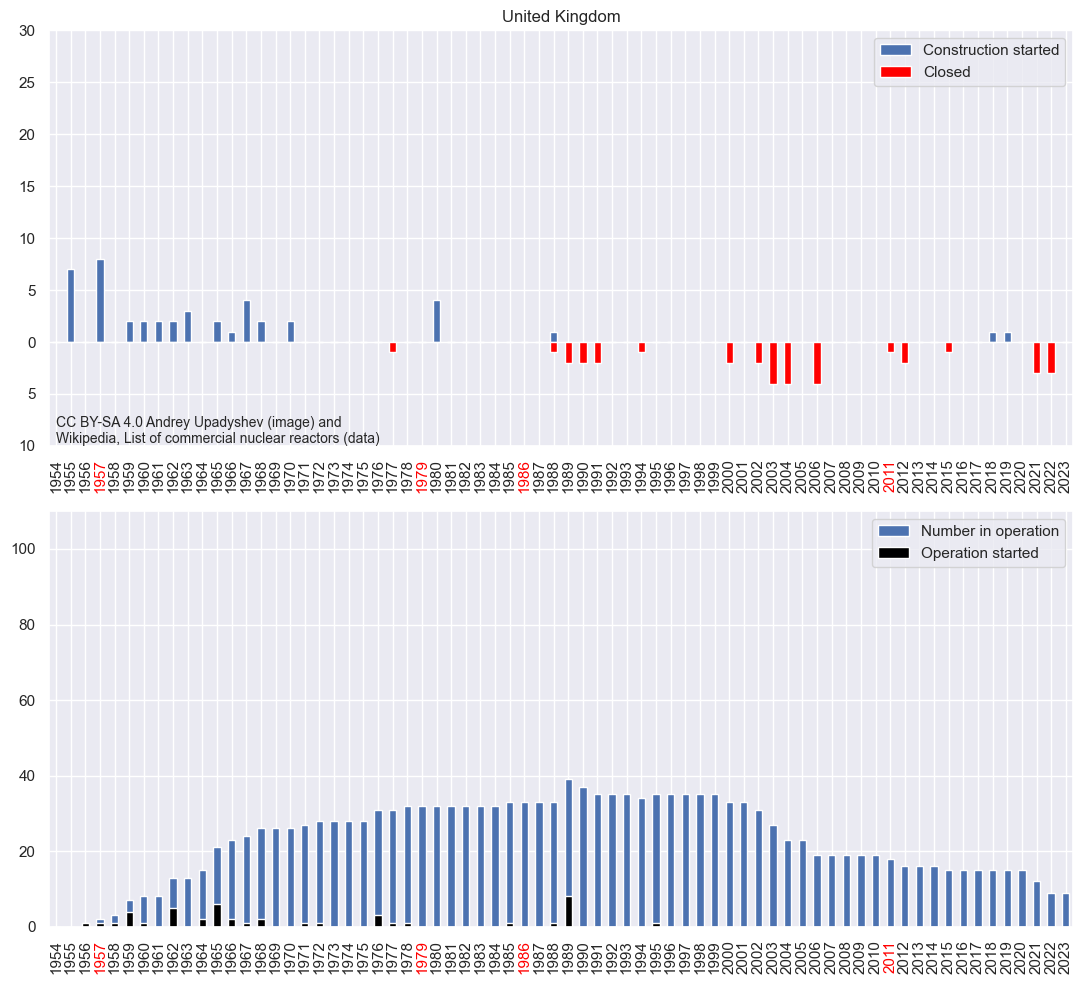 United Kingdom
30
25
20
15
10
5
0
5
10
Construction started
Closed
CC BY-SA 4.0 Andrey Upadyshev (image) and
Wikipedia, List of commercial nuclear reactors (data)
1954 1955 1956 1957 1958 1959 1960 1961 1962 1963 1964 1965 1966 1967 1968 1969 1970 1971 1972 1973 1974 1975 1976 1977 1978 1979 1980 1981 1982 1983 1984 1985 1986 1987 1988 1989 1990 1991 1992 1993 1994 1995 1996 1997 1998 1999 2000 2001 2002 2003 2004 2005 2006 2007 2008 2009 2010 2011 2012 2013 2014 2015 2016 2017 2018 2019 2020 2021 2022 2023
100
80
60
40
20
0
Number in operation
Operation started
1954 1955 1956 1957 1958 1959 1960 1961 1962 1963 1964 1965 1966 1967 1968 1969 1970 1971 1972 1973 1974 1975 1976 1977 1978 1979 1980 1981 1982 1983 1984 1985 1986 1987 1988 1989 1990 1991 1992 1993 1994 1995 1996 1997 1998 1999 2000 2001 2002 2003 2004 2005 2006 2007 2008 2009 2010 2011 2012 2013 2014 2015 2016 2017 2018 2019 2020 2021 2022 2023